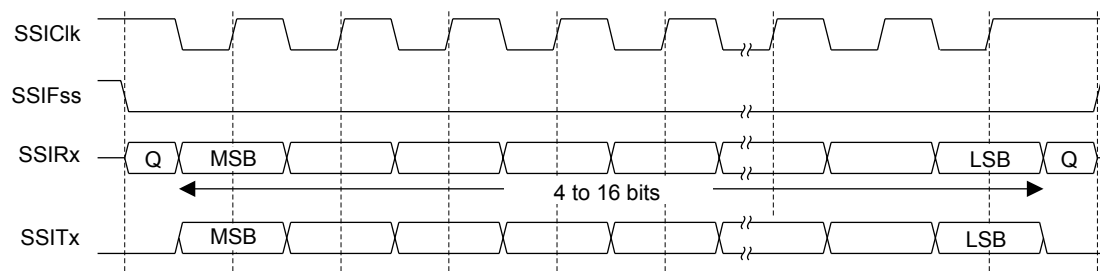 SSIClk
SSIFss
SSIRx Q MSB LSB Q
4 to 16 bits
SSITx MSB LSB